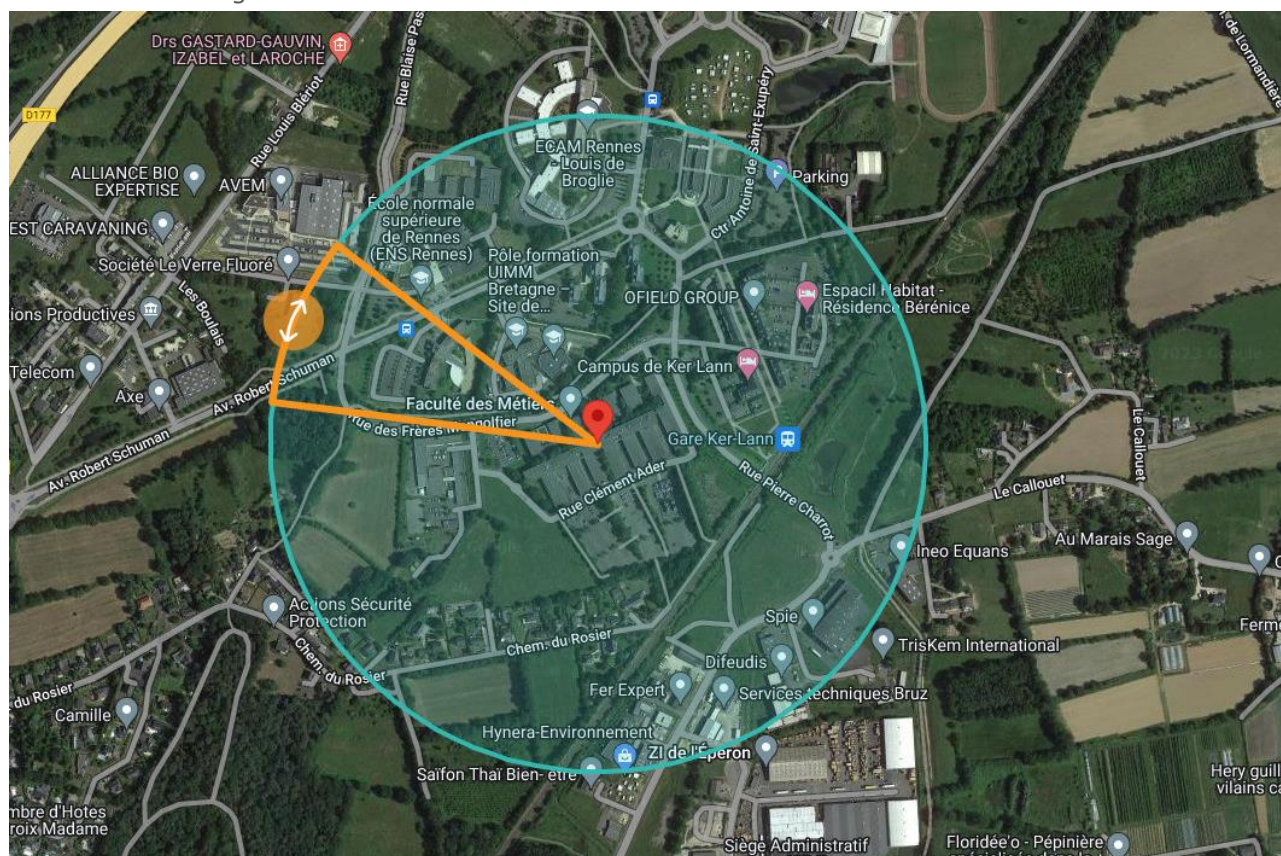 Drs GASTARD-GAUVIN,
IZABEL et LAROCHE
D177
Rue Louis Blériot
Rue Blaise Pas
ALLIANCE BIO
EXPERTISE
AVEM
EST CARAVANING
Société Le Verre Fluoré
Les Boulais
ions Productives
Telecom
Axe
Av. Robert Schuman
Av. Robert Schuman
École normale
supérieure
de Rennes
(ENS Rennes)
ECAM Rennes
- Louis de
Broglie
Ctr Antoine de Saint-Exupéry
P
Parking
Pôle formation
UIMM
Bretagne –
Site de...
OFIELD GROUP
Espacil Habitat -
Résidence Bérénice
Campus de Ker Lann
Faculté des Métiers
Gare Ker-Lann
Rue Clément Ader
Rue Pierre Charrot
Le Callouet
Le Callouet
Au Marais Sage
Ineo Equans
Actions Sécurité
Protection
Chem. du Rosier
Chem. du Rosier
du Rosier
Spie
TrisKem International
Difeudis
Fer Expert
Services techniques Bruz
Camille
Hynera-Environnement
ZI de l'Éperon
Saïfon Thaï Bien- être
mbre d'Hotes
roix Madame
Siège Administratif
Hery guill
vilains ca
Floridée'o - Pépinière
Ferme
de Lormandière